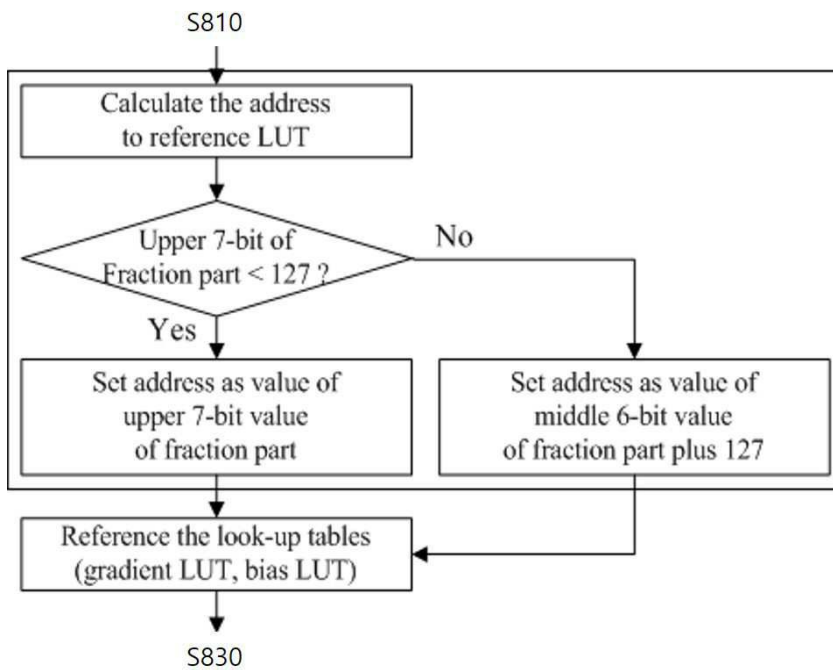 S810
Calculate the address
to reference LUT
Upper 7-bit of
Fraction part < 127 ?
No
Yes
Set address as value of
upper 7-bit value
of fraction part
Set address as value of
middle 6-bit value
of fraction part plus 127
Reference the look-up tables
(gradient LUT, bias LUT)
S830